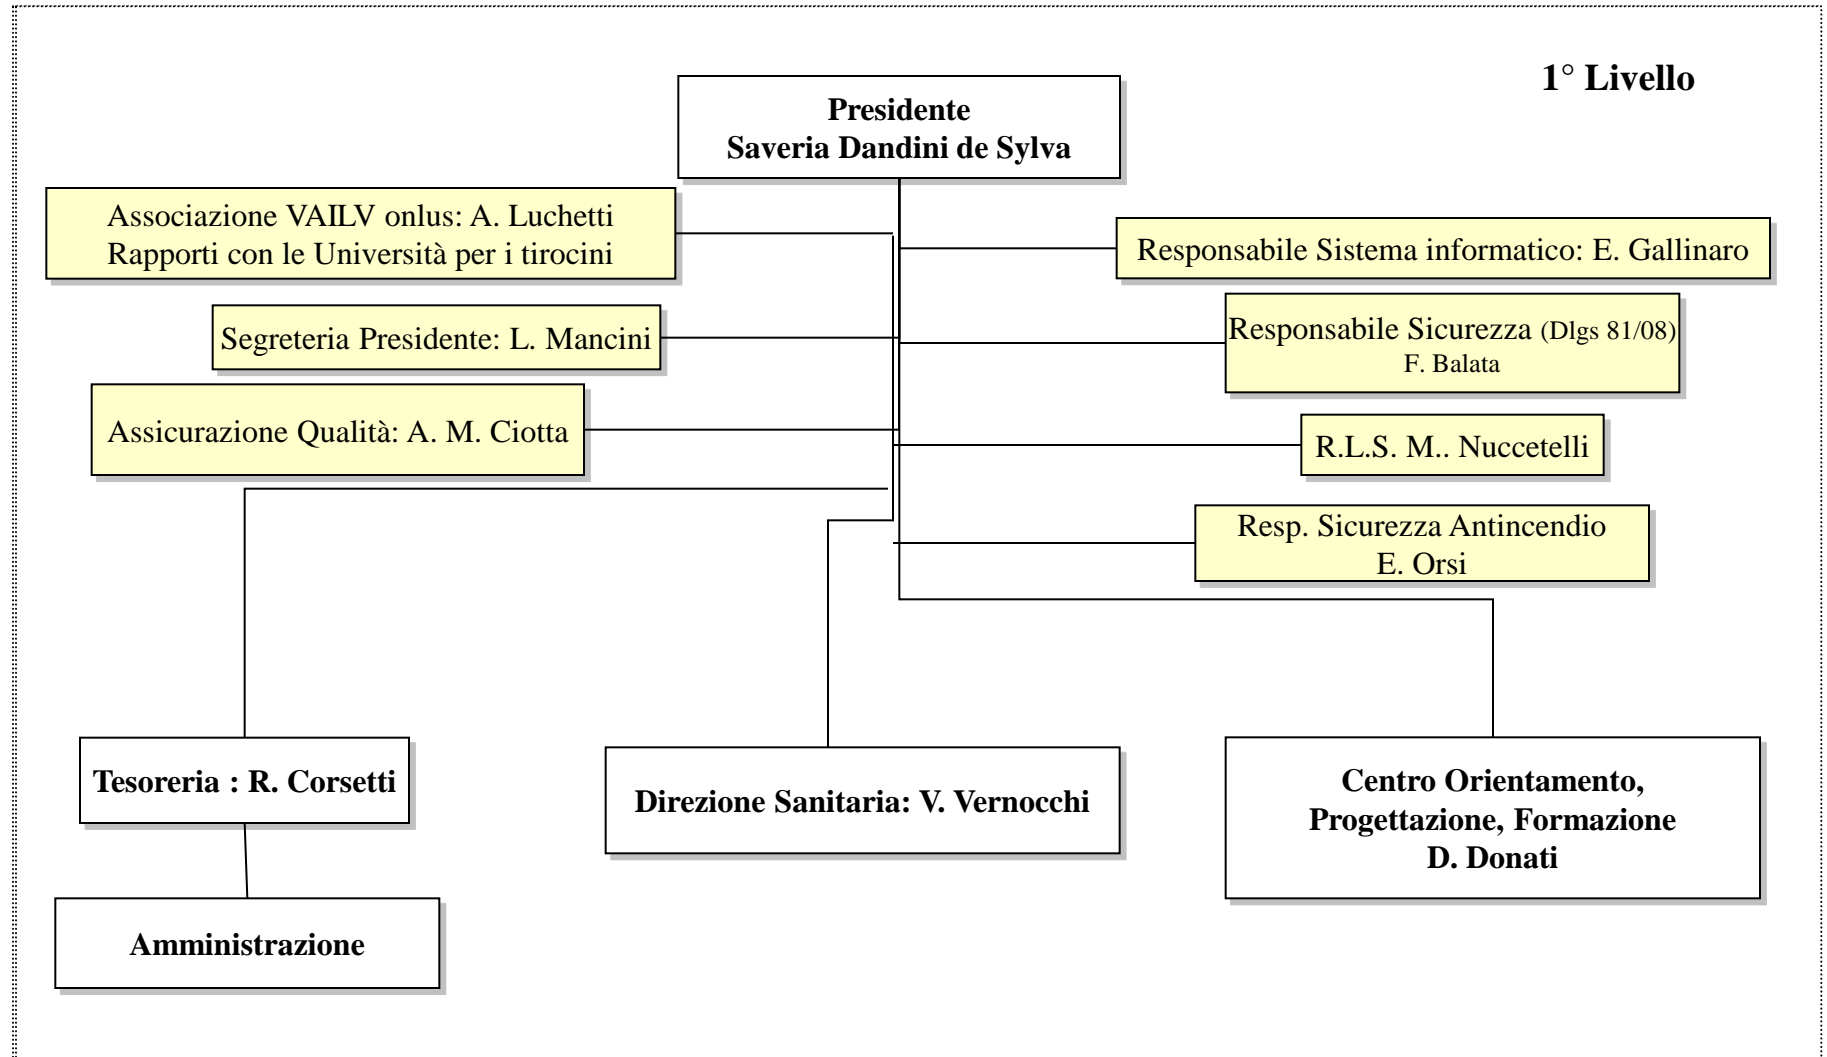 1° Livello
Presidente
Saveria Dandini de Sylva
Associazione VAILV onlus: A. Luchetti
Rapporti con le Università per i tirocini
Responsabile Sistema informatico: E. Gallinaro
Segreteria Presidente: L. Mancini
Responsabile Sicurezza (Dlgs 81/08)
F. Balata
Assicurazione Qualità: A. M. Ciotta
R.L.S. M.. Nuccetelli
Resp. Sicurezza Antincendio
E. Orsi
Tesoreria : R. Corsetti
Direzione Sanitaria: V. Vernocchi
Centro Orientamento,
Progettazione, Formazione
D. Donati
Amministrazione